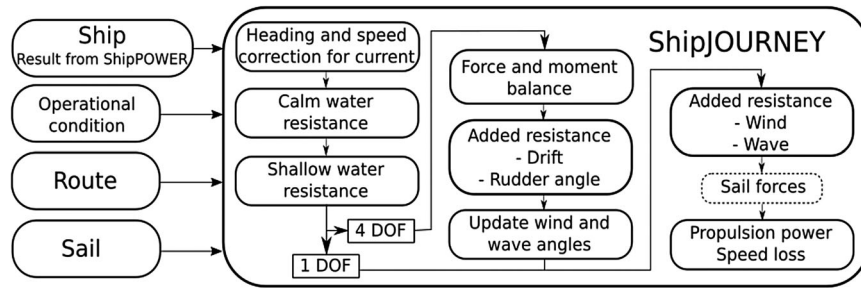 Ship
Result from ShipPOWER
Operational
condition
Route
Sail
Heading and speed
correction for current
Calm water
resistance
Shallow water
resistance
4 DOF
1 DOF
Force and moment
balance
Added resistance
- Drift
- Rudder angle
Update wind and
wave angles
ShipJOURNEY
Added resistance
- Wind
- Wave
Sail forces
Propulsion power
Speed loss